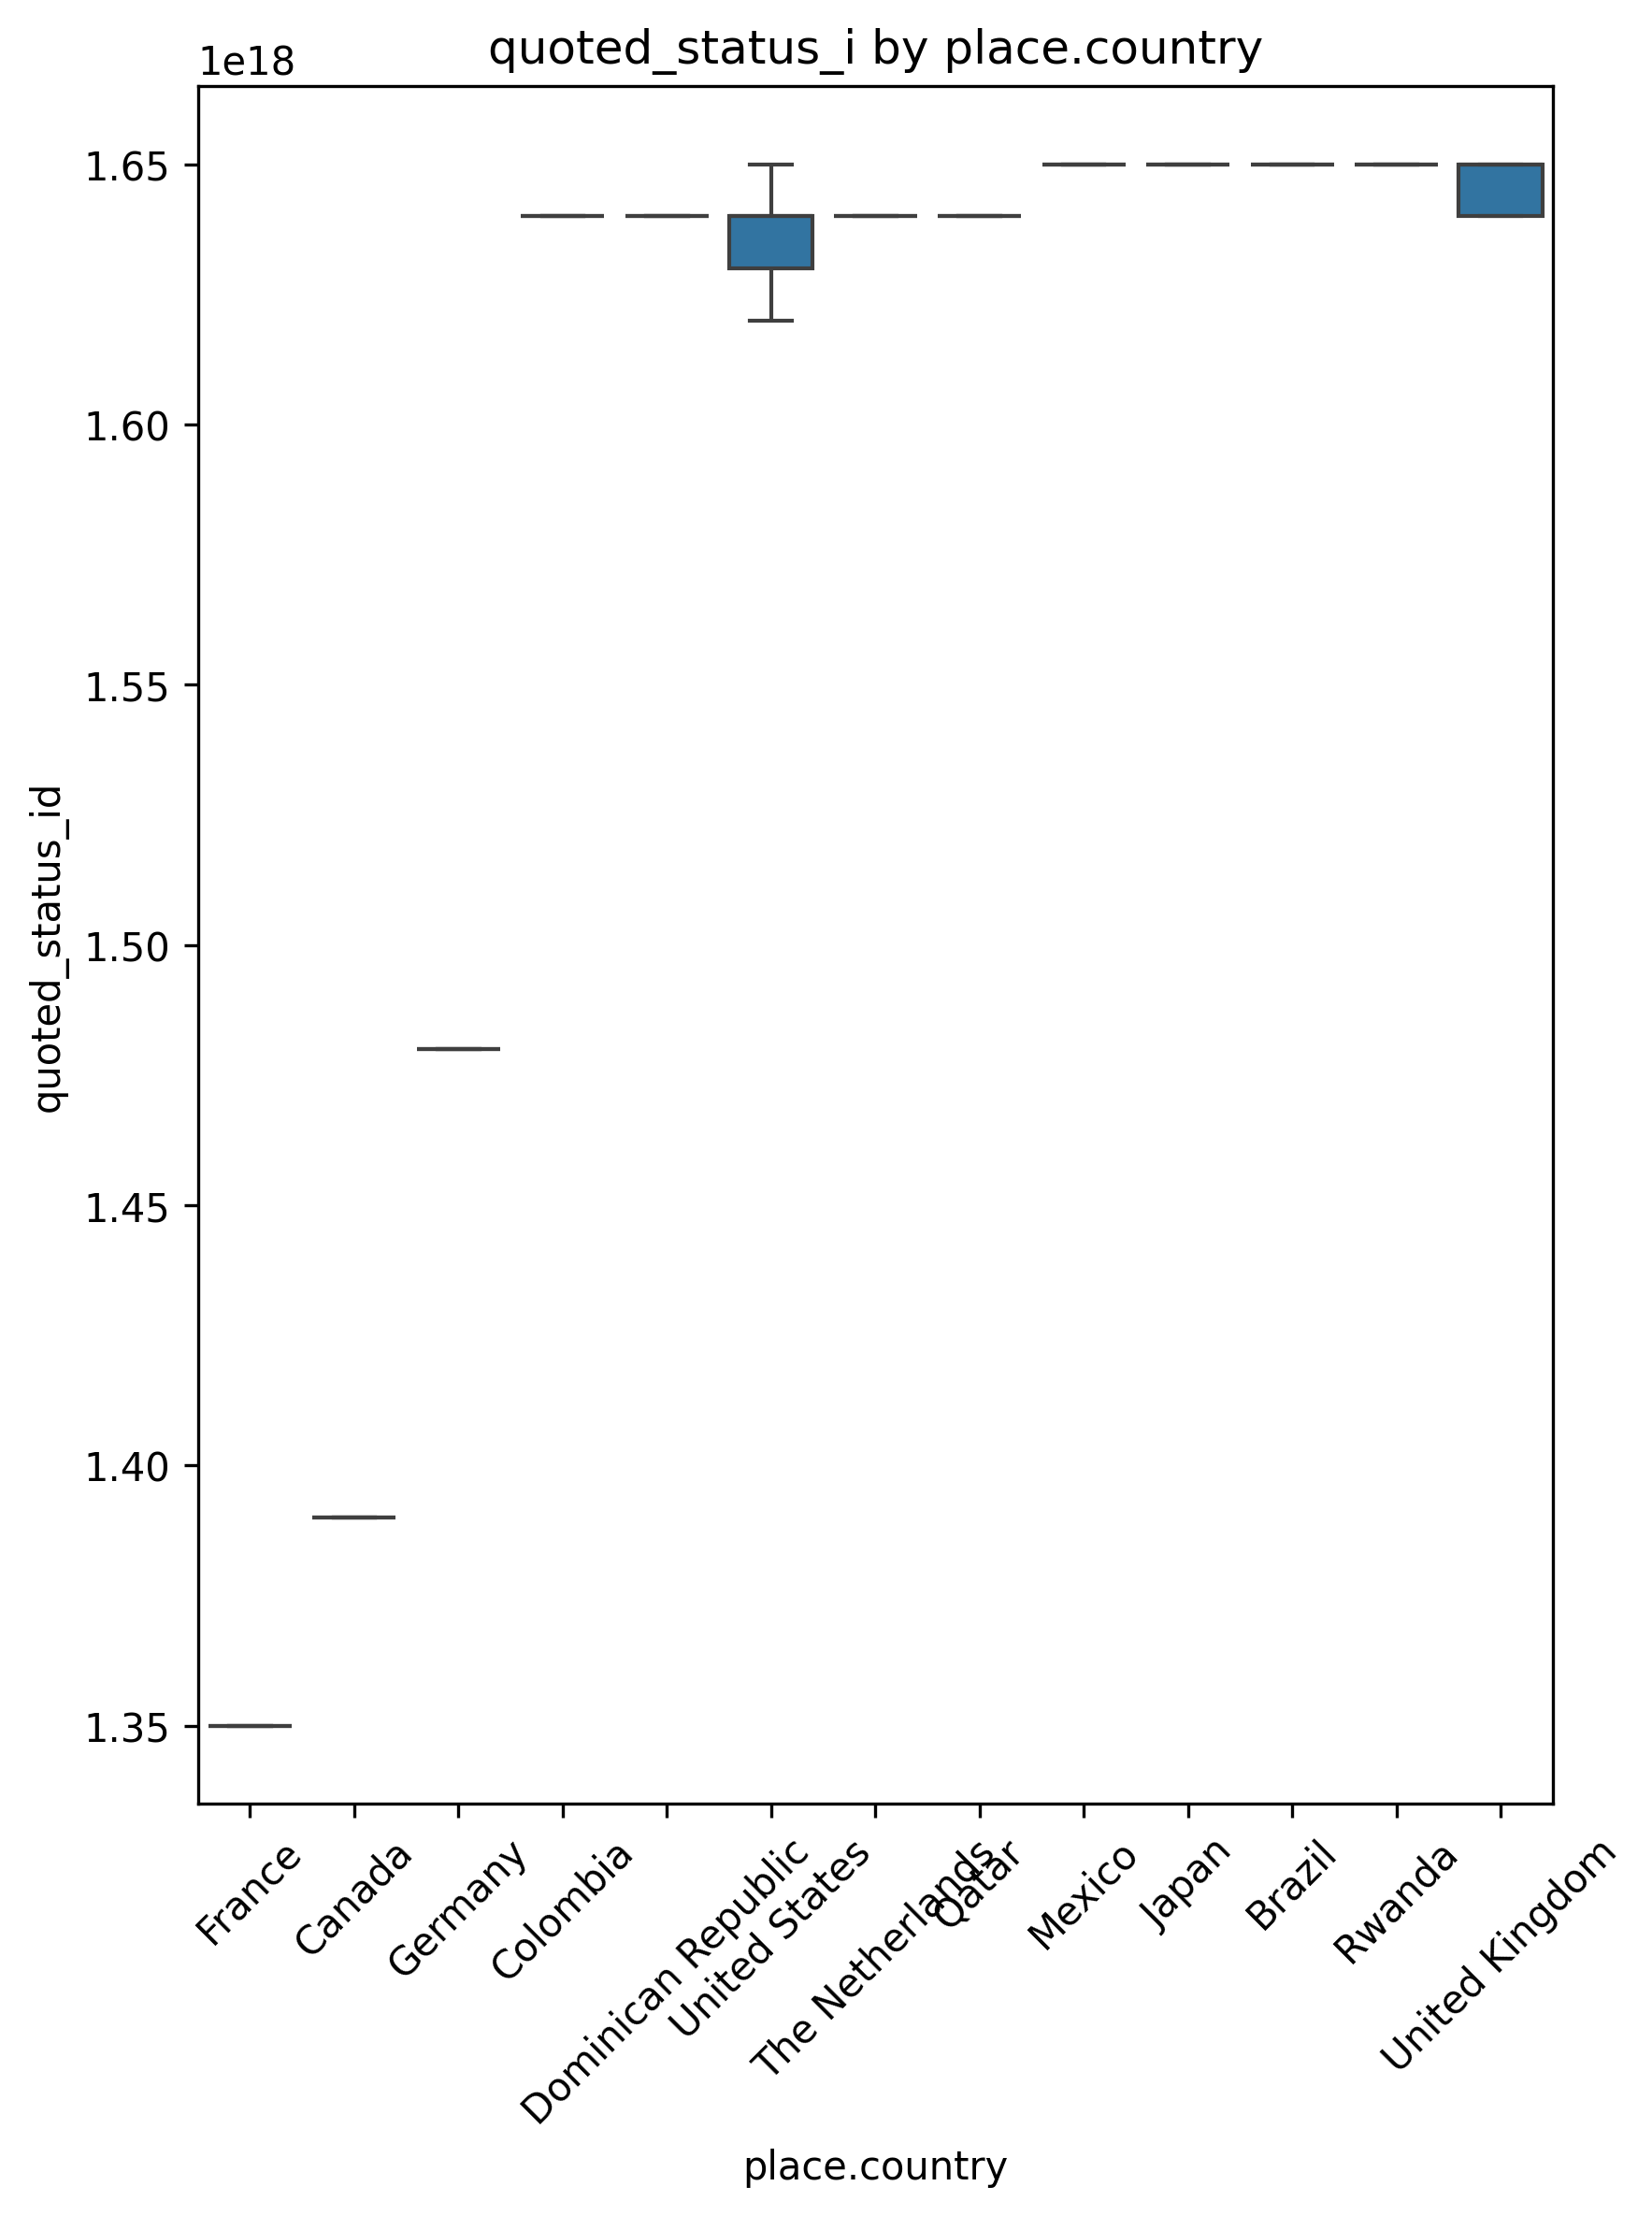 quoted_status_i by place.country
1e18
1.65
1.60
1.55
1.50
1.45
1.40
1.35
quoted_status_id
France
Canada
Germany
Colombia
Dominican Republic
United States
The Netherlands
Qatar
Mexico
Japan
Brazil
Rwanda
United Kingdom
place.country